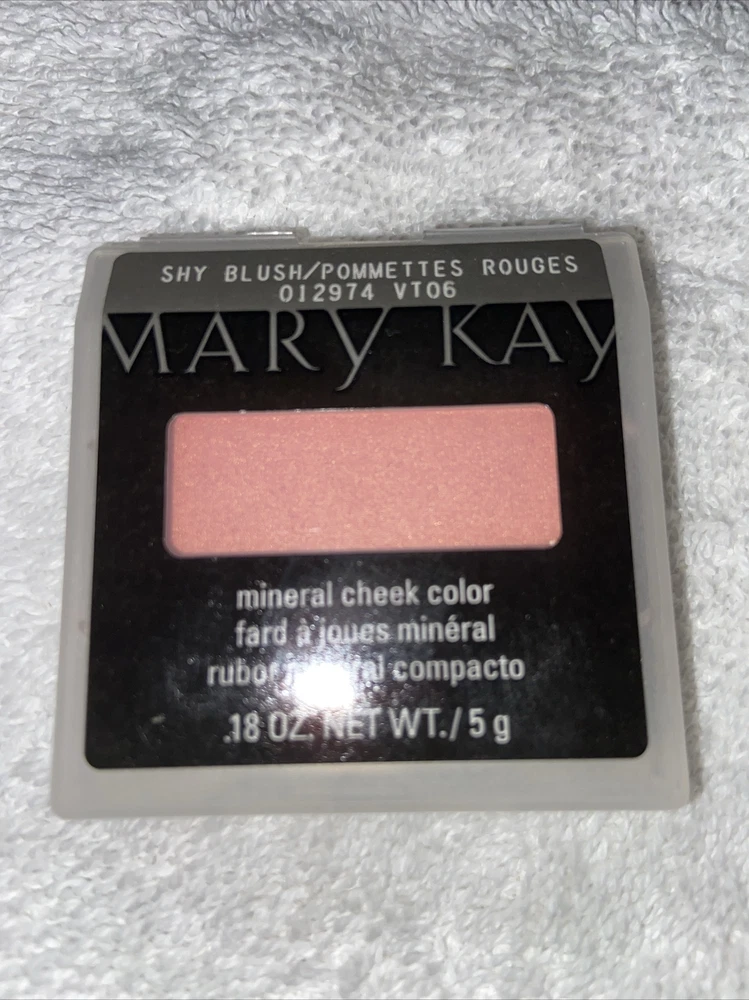 SHY BLUSH/POMMETTES ROUGES
012974 VT06
MARY KAY
mineral cheek color
fard à joues minéral
rubor compacto
.18 OZ. NET WT./ 5 g